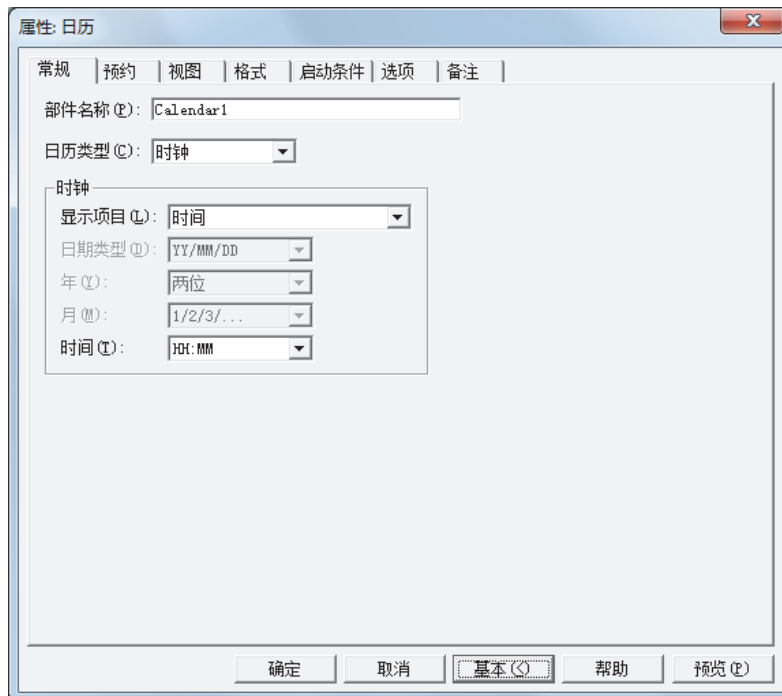 属性: 日历
常规 预约 视图 格式 启动条件 选项 备注
部件名称(P): Calendar1
日历类型(C): 时钟
时钟
显示项目(L): 时间
日期类型(D): YY/MM/DD
年(Y): 两位
月(M): 1/2/3/...
时间(T): HH:MM
确定 取消 基本(<) 帮助 预览(P)